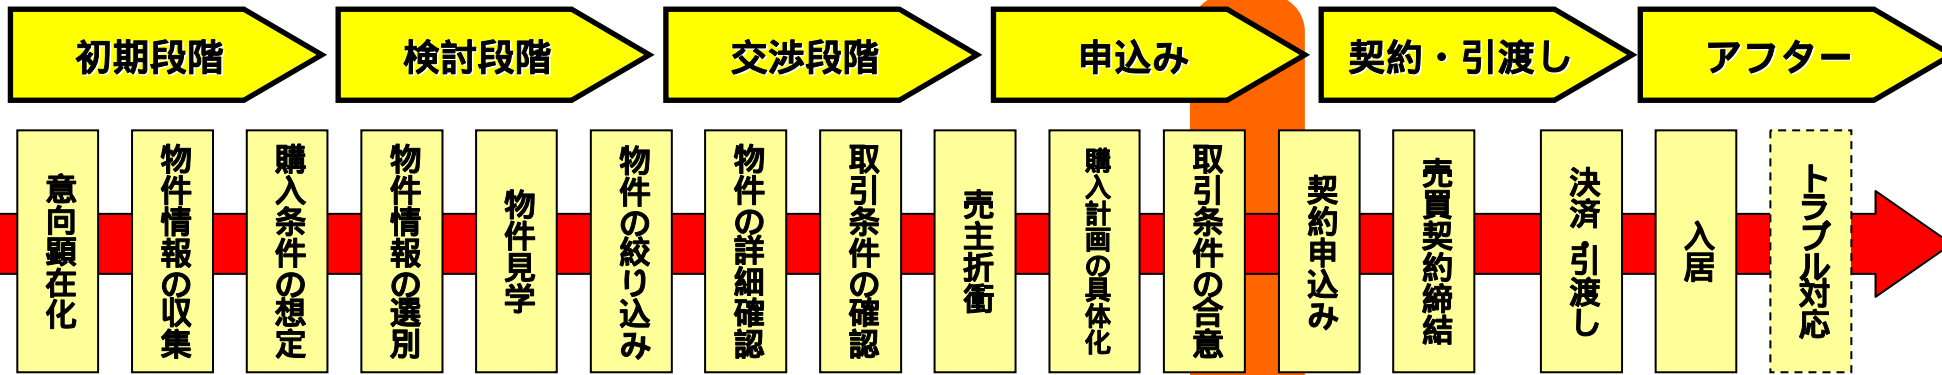 初期段階
検討段階
交渉段階
申込み
契約・引渡し
アフター
意向顕在化
物件情報の収集
購入条件の想定
物件情報の選別
物件見学
物件の絞り込み
物件の詳細確認
取引条件の確認
売主折衝
購入計画の具体化
取引条件の合意
契約申込み
売買契約締結
決済・引渡し
入居
トラブル対応